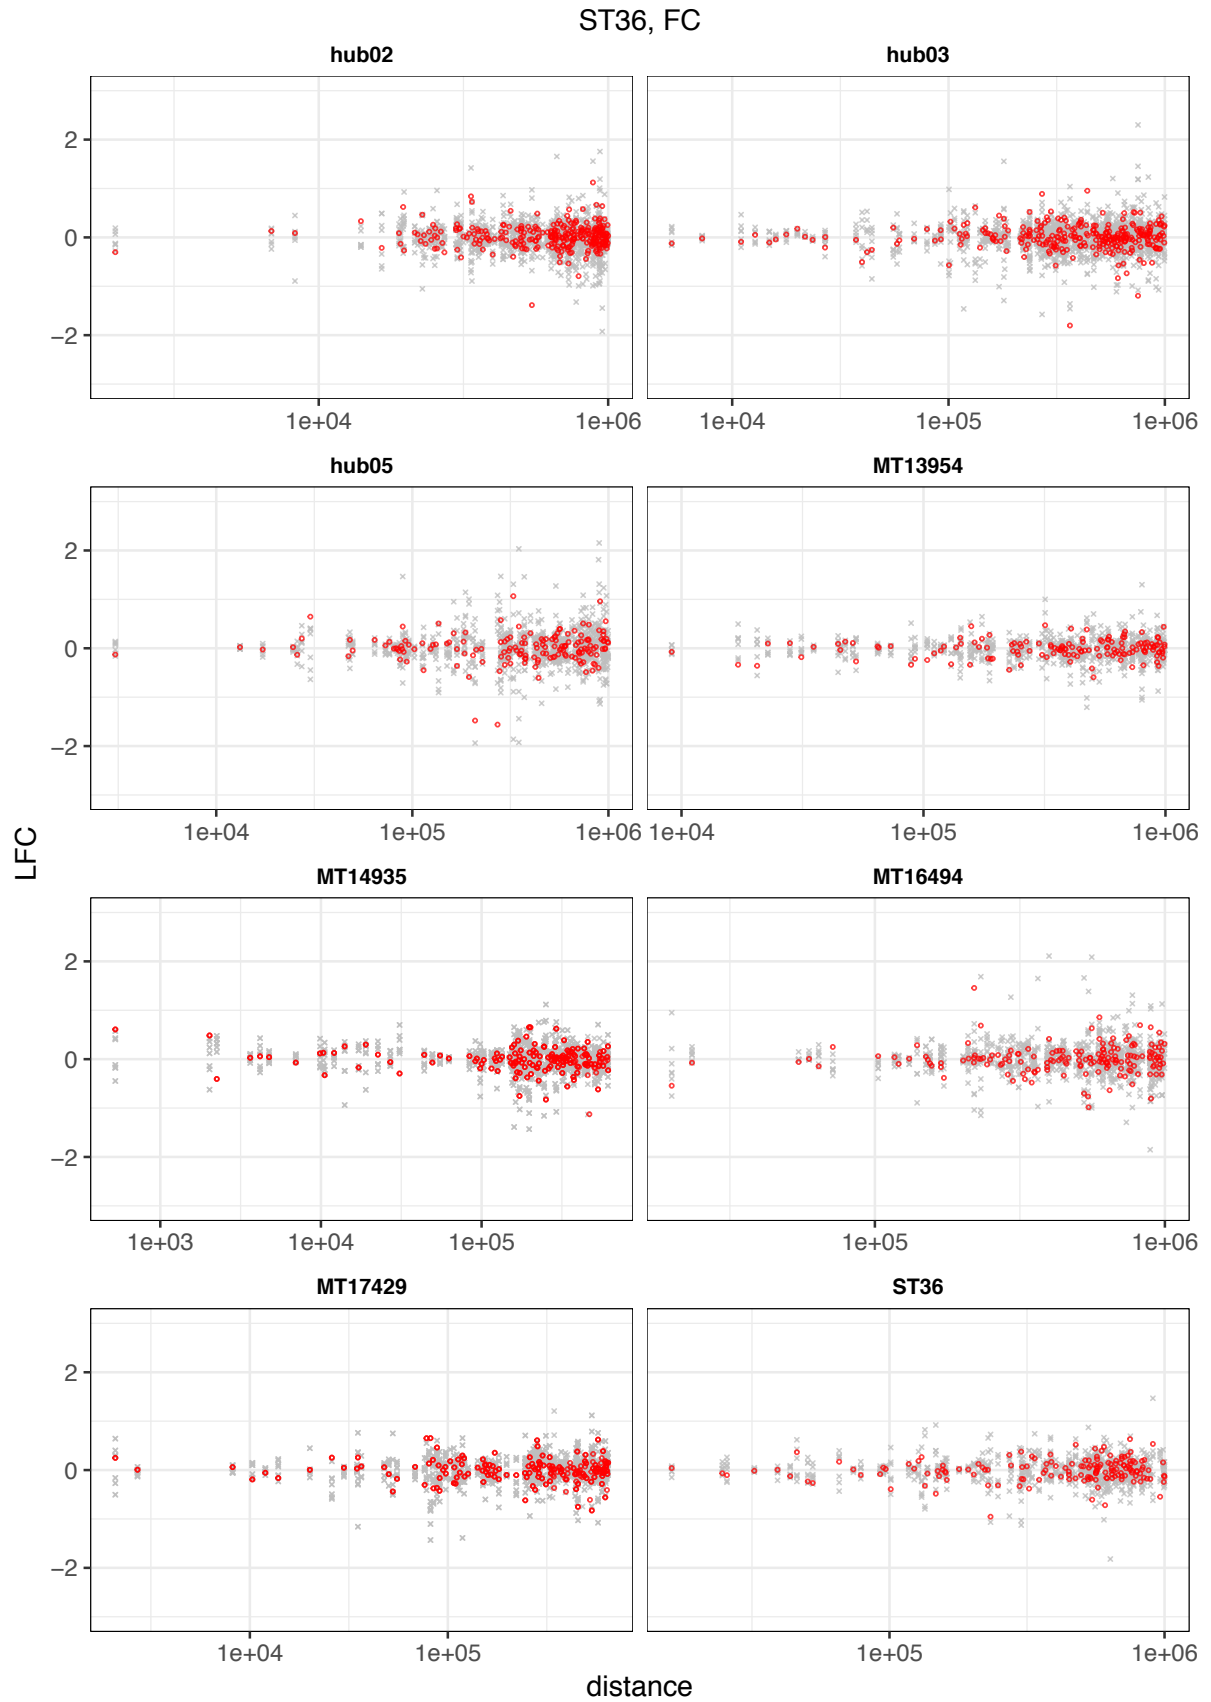 ST36, FC
hub02 hub03
2
0
−2
1e+04 1e+06 1e+04 1e+05 1e+06
hub05 MT13954
2
0
−2
1e+04 1e+05 1e+06 1e+04 1e+05 1e+06
LFC
MT14935 MT16494
2
0
−2
1e+03 1e+04 1e+05 1e+05 1e+06
MT17429 ST36
2
0
−2
1e+04 1e+05 1e+05 1e+06
distance